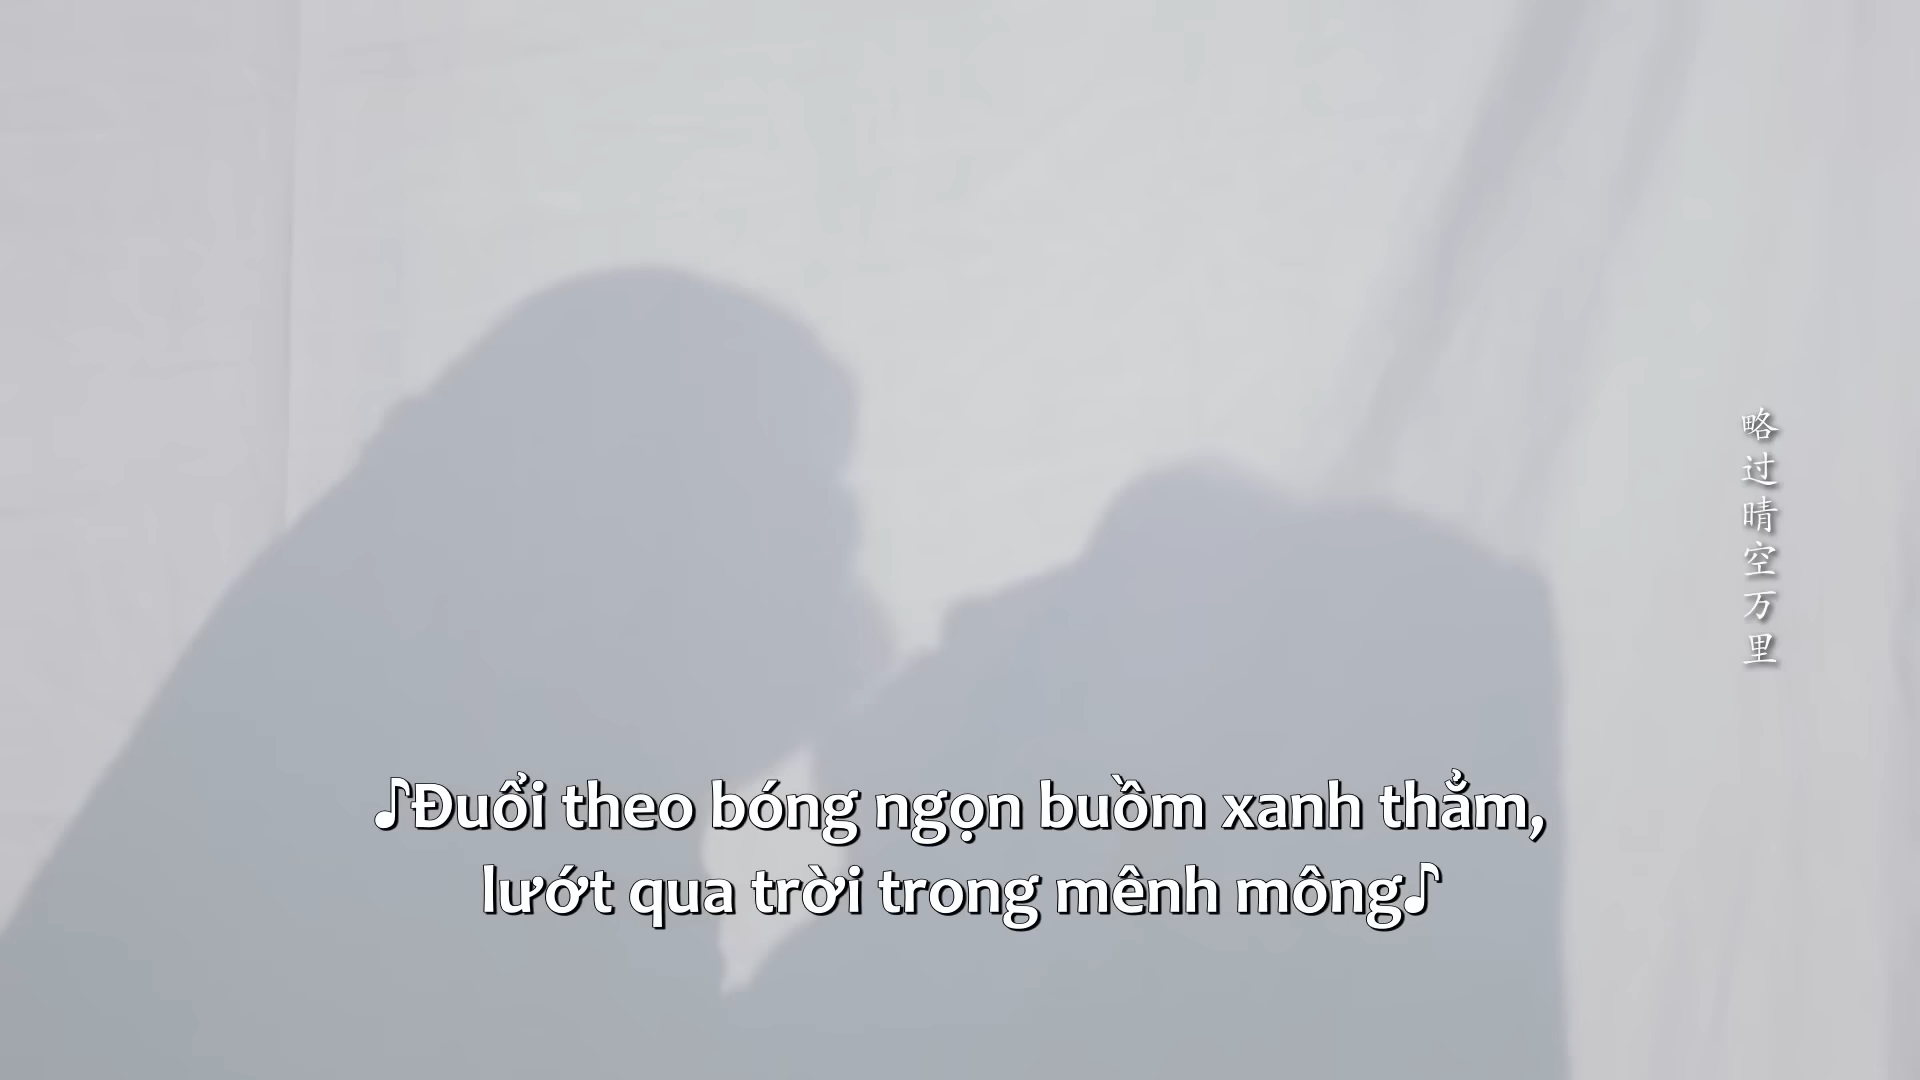 略过晴空万里
♪Đuổi theo bóng ngọn buồm xanh thẳm,
lướt qua trời trong mênh mông♪